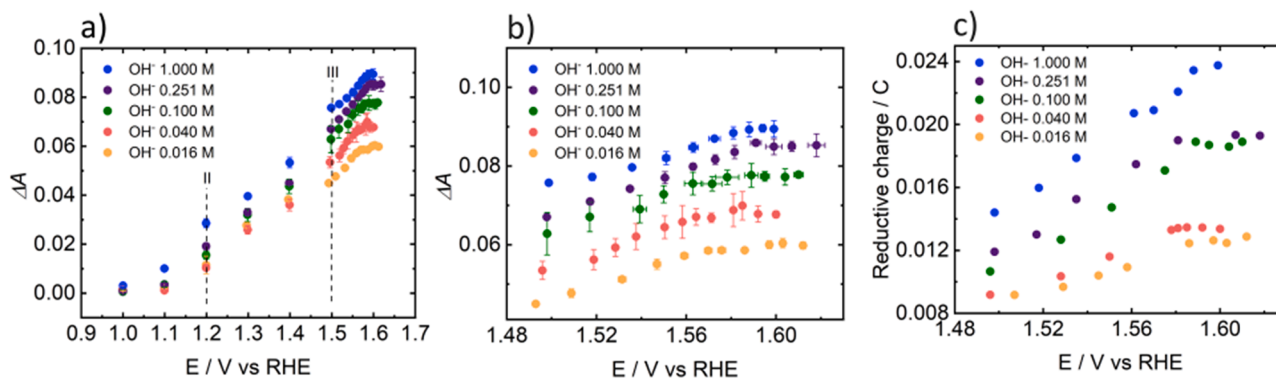 a)
0.10
0.08
0.06
0.04
0.02
0.00
ΔA
OH⁻ 1.000 M
OH⁻ 0.251 M
OH⁻ 0.100 M
OH⁻ 0.040 M
OH⁻ 0.016 M
II
III
0.9 1.0 1.1 1.2 1.3 1.4 1.5 1.6 1.7
E / V vs RHE
b)
0.10
0.08
0.06
ΔA
OH⁻ 1.000 M
OH⁻ 0.251 M
OH⁻ 0.100 M
OH⁻ 0.040 M
OH⁻ 0.016 M
1.48 1.52 1.56 1.60
E / V vs RHE
c)
0.024
0.020
0.016
0.012
0.008
Reductive charge / C
OH- 1.000 M
OH- 0.251 M
OH- 0.100 M
OH- 0.040 M
OH- 0.016 M
1.48 1.52 1.56 1.60
E / V vs RHE